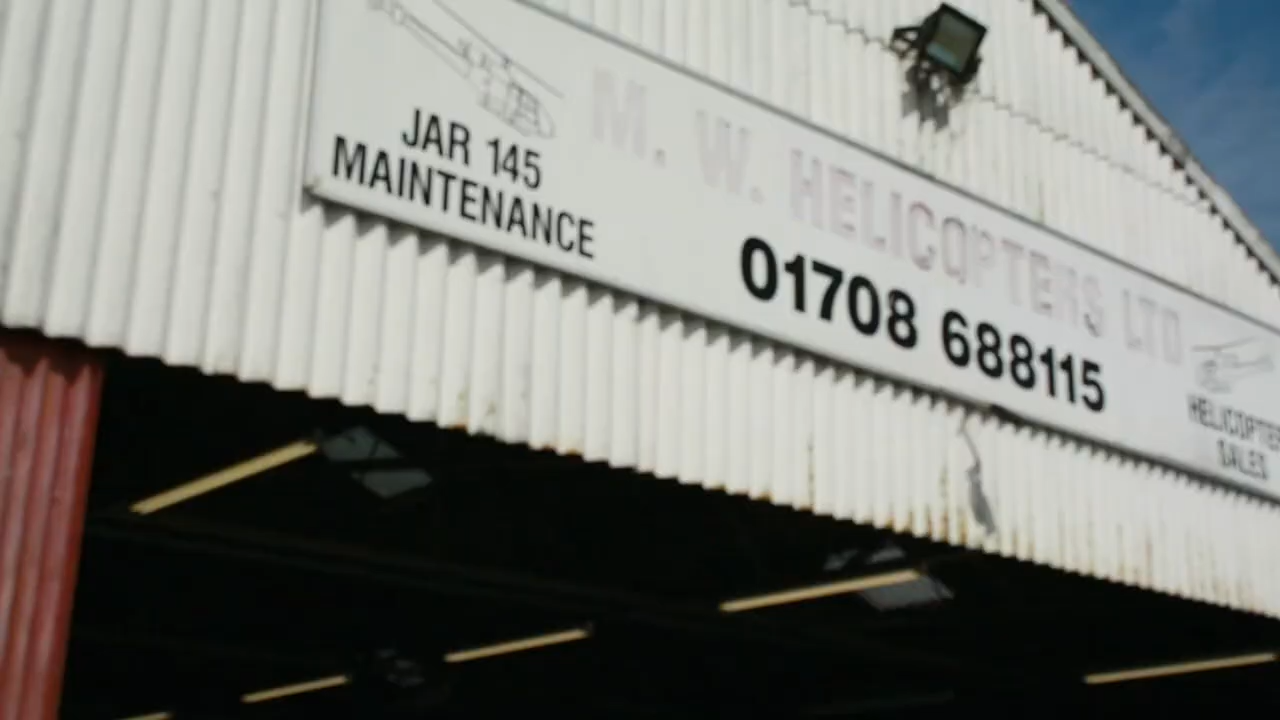 JAR 145
MAINTENANCE
M. W. HELICOPTERS LTD
01708 688115
HELICOPTER
SALES